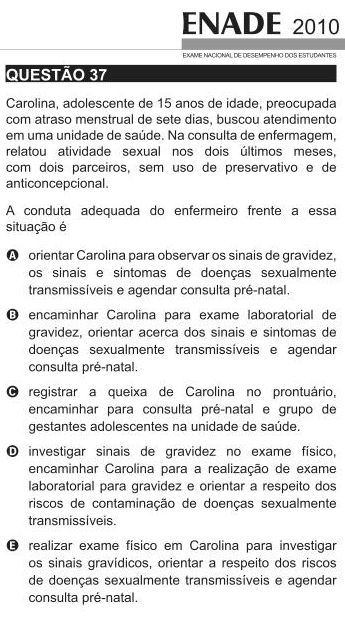 ENADE 2010
EXAME NACIONAL DE DESEMPENHO DOS ESTUDANTES
QUESTÃO 37
Carolina, adolescente de 15 anos de idade, preocupada
com atraso menstrual de sete dias, buscou atendimento
em uma unidade de saúde. Na consulta de enfermagem,
relatou atividade sexual nos dois últimos meses,
com dois parceiros, sem uso de preservativo e de
anticoncepcional.
A conduta adequada do enfermeiro frente a essa
situação é
A orientar Carolina para observar os sinais de gravidez,
os sinais e sintomas de doenças sexualmente
transmissíveis e agendar consulta pré-natal.
B encaminhar Carolina para exame laboratorial de
gravidez, orientar acerca dos sinais e sintomas de
doenças sexualmente transmissíveis e agendar
consulta pré-natal.
C registrar a queixa de Carolina no prontuário,
encaminhar para consulta pré-natal e grupo de
gestantes adolescentes na unidade de saúde.
D investigar sinais de gravidez no exame físico,
encaminhar Carolina para a realização de exame
laboratorial para gravidez e orientar a respeito dos
riscos de contaminação de doenças sexualmente
transmissíveis.
E realizar exame físico em Carolina para investigar
os sinais gravídicos, orientar a respeito dos riscos
de doenças sexualmente transmissíveis e agendar
consulta pré-natal.